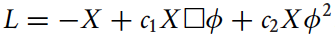 L = −X + c₁X□ϕ + c₂Xϕ²